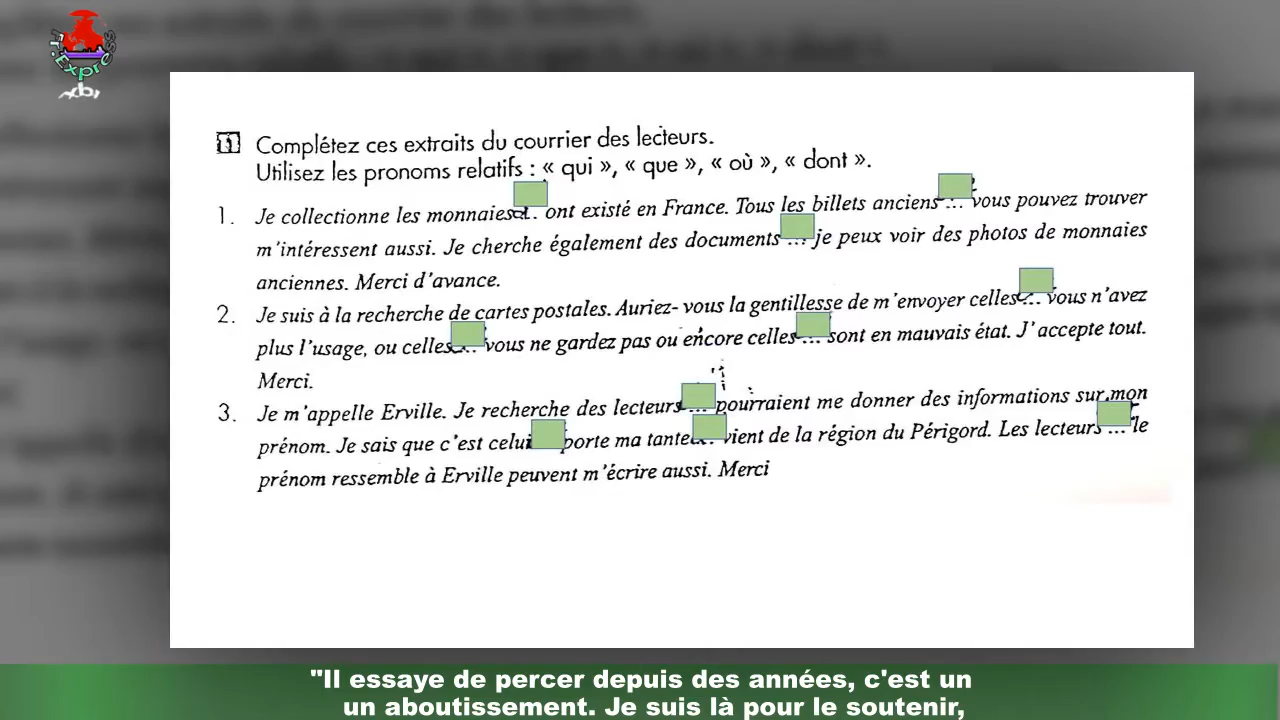 Fr.Express
1 Complétez ces extraits du courrier des lecteurs.
Utilisez les pronoms relatifs : « qui », « que », « où », « dont ».
1. Je collectionne les monnaies ... ont existé en France. Tous les billets anciens ... vous pouvez trouver
m'intéressent aussi. Je cherche également des documents ... je peux voir des photos de monnaies
anciennes. Merci d'avance.
2. Je suis à la recherche de cartes postales. Auriez- vous la gentillesse de m'envoyer celles ... vous n'avez
plus l'usage, ou celles ... vous ne gardez pas ou encore celles ... sont en mauvais état. J'accepte tout.
Merci.
3. Je m'appelle Erville. Je recherche des lecteurs ... pourraient me donner des informations sur mon
prénom. Je sais que c'est celui porte ma tante ... vient de la région du Périgord. Les lecteurs ... le
prénom ressemble à Erville peuvent m'écrire aussi. Merci
"Il essaye de percer depuis des années, c'est un
un aboutissement. Je suis là pour le soutenir,